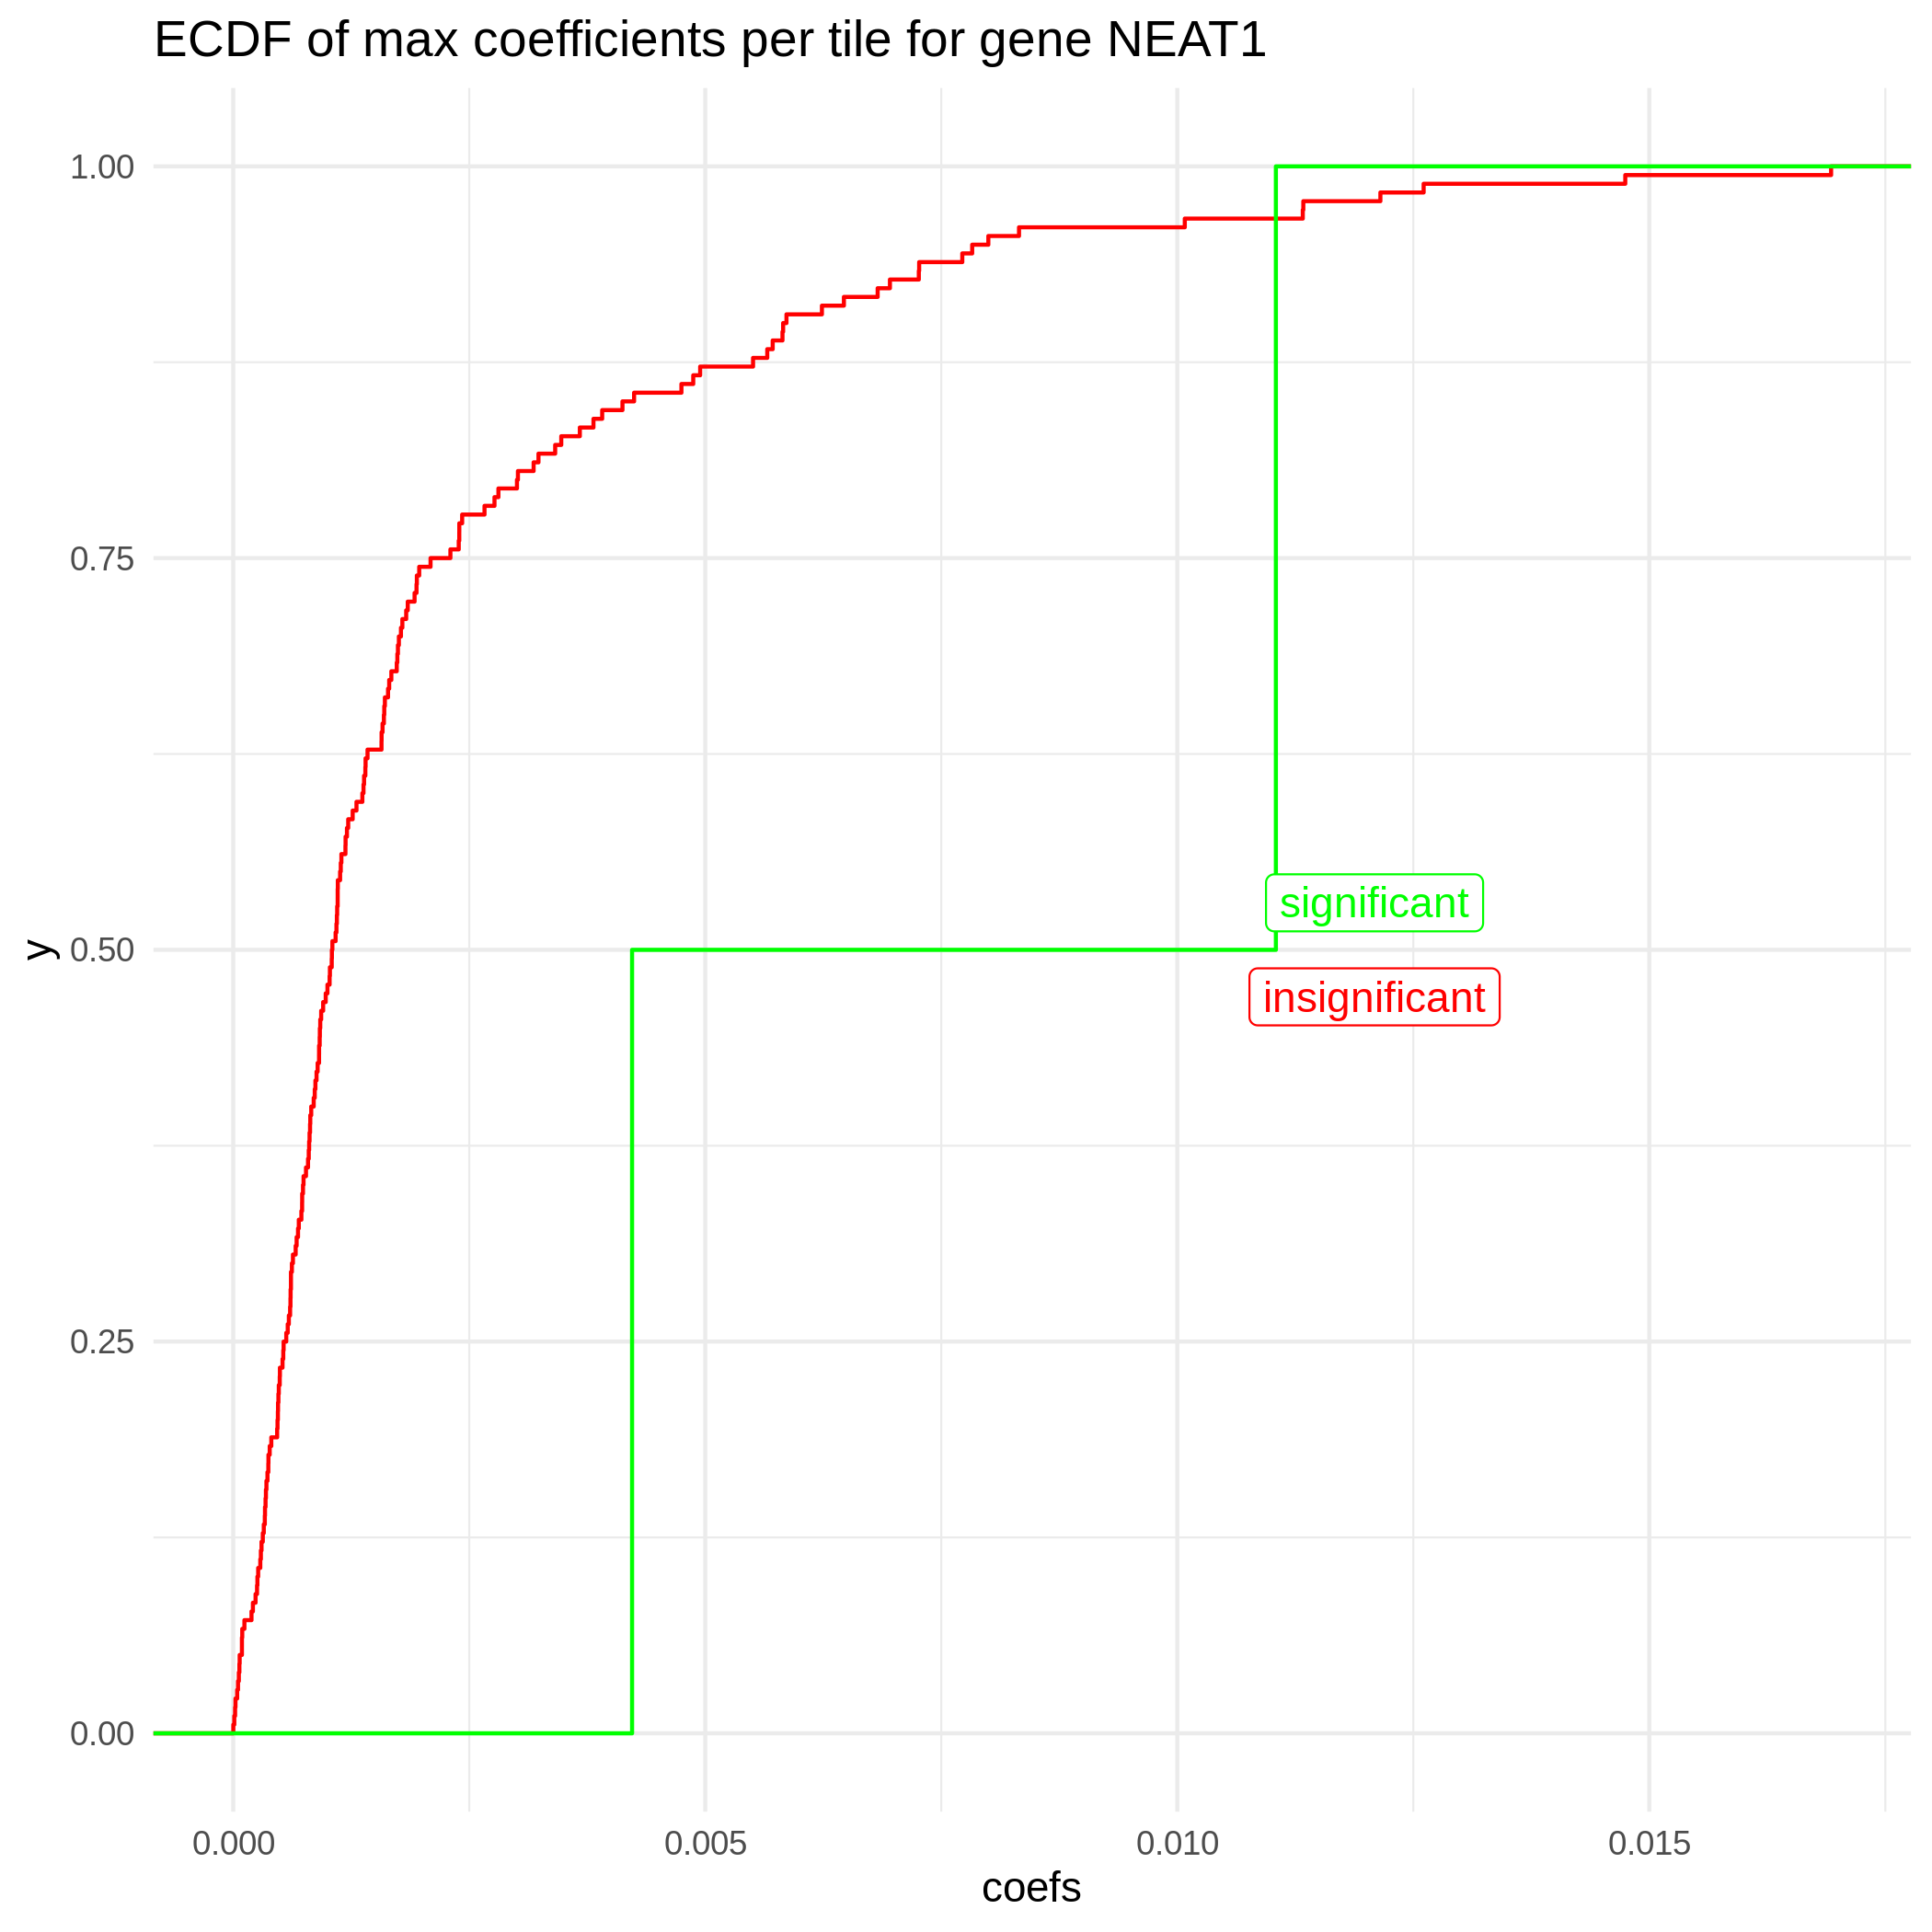 ECDF of max coefficients per tile for gene NEAT1
1.00
0.75
0.50
0.25
0.00
y
significant
insignificant
0.000 0.005 0.010 0.015
coefs